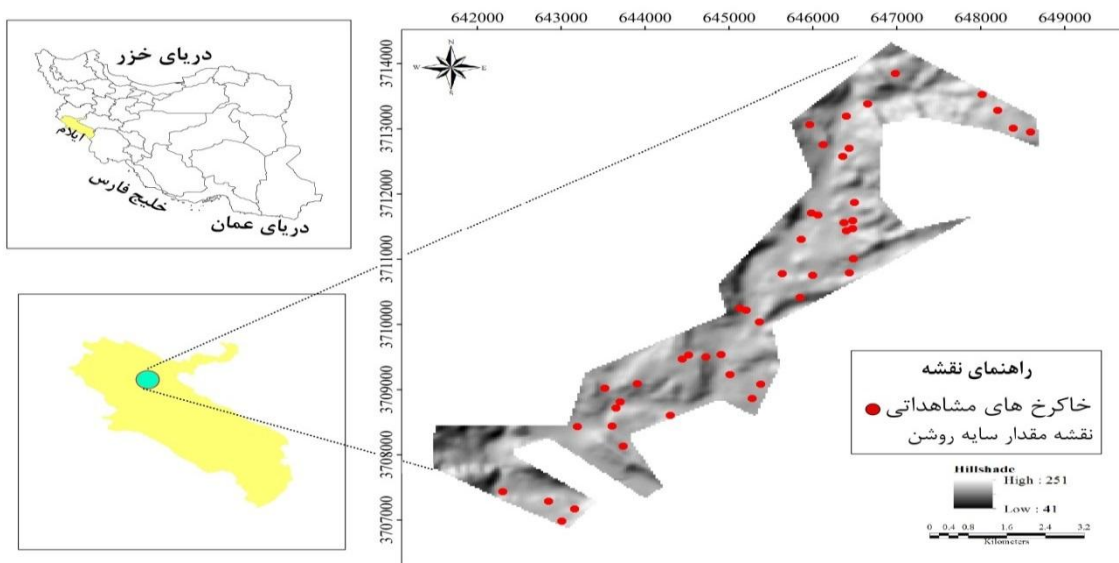 دریای خزر
ایلام
خلیج فارس
دریای عمان
642000 643000 644000 645000 646000 647000 648000 649000
N
W E
S
3714000
3713000
3712000
3711000
3710000
3709000
3708000
3707000
راهنمای نقشه
خاکرخ های مشاهداتی
نقشه مقدار سایه روشن
Hillshade
High : 251
Low : 41
0 0.4 0.8 1.6 2.4 3.2
Kilometers